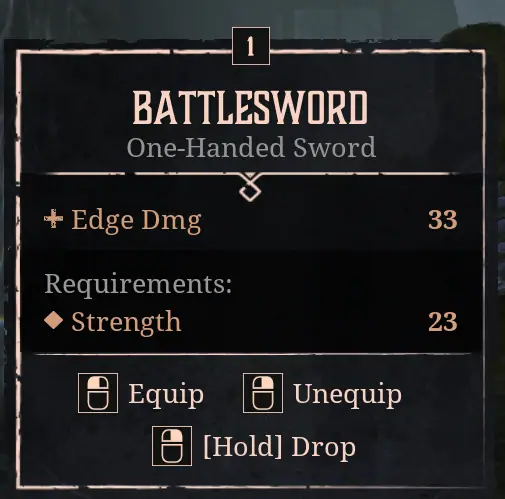 1
BATTLESWORD
One-Handed Sword
Edge Dmg 33
Requirements:
Strength 23
Equip Unequip
[Hold] Drop